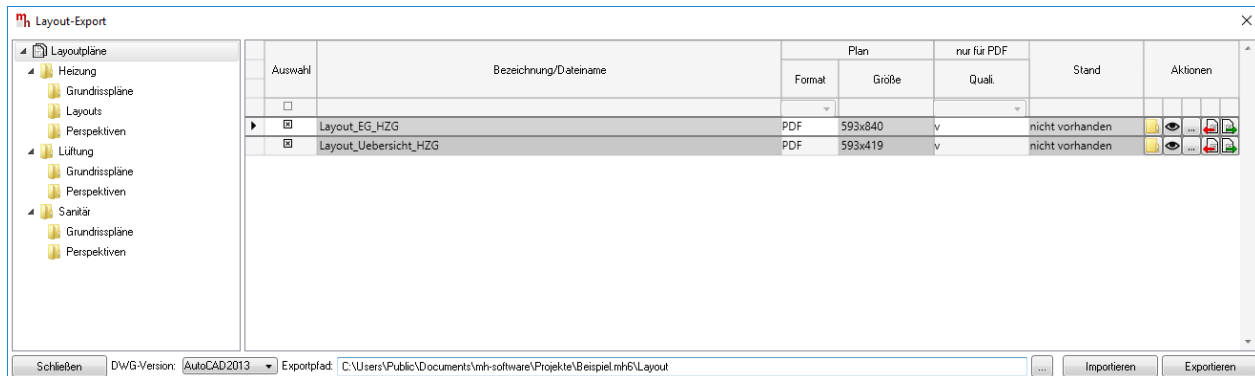 mh Layout-Export
Layoutpläne
Heizung
Grundrisspläne
Layouts
Perspektiven
Lüftung
Grundrisspläne
Perspektiven
Sanitär
Grundrisspläne
Perspektiven
Auswahl Bezeichnung/Dateiname Plan nur für PDF Stand Aktionen
Format Größe Quali.
Layout_EG_HZG PDF 593x840 v nicht vorhanden ...
Layout_Uebersicht_HZG PDF 593x419 v nicht vorhanden ...
Schließen DWG-Version: AutoCAD2013 Exportpfad: C:\Users\Public\Documents\mh-software\Projekte\Beispiel.mh6\Layout ... Importieren Exportieren